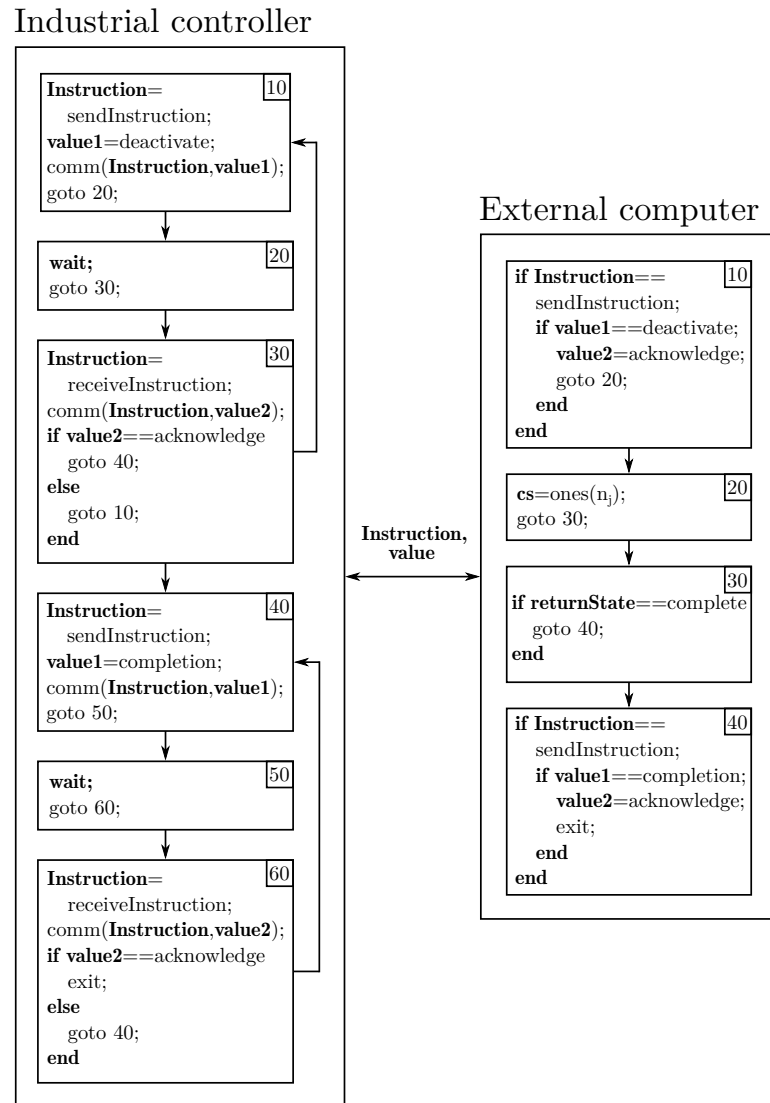 Industrial controller
10
Instruction=
sendInstruction;
value1=deactivate;
comm(Instruction,value1);
goto 20;
20
wait;
goto 30;
30
Instruction=
receiveInstruction;
comm(Instruction,value2);
if value2==acknowledge
goto 40;
else
goto 10;
end
40
Instruction=
sendInstruction;
value1=completion;
comm(Instruction,value1);
goto 50;
50
wait;
goto 60;
60
Instruction=
receiveInstruction;
comm(Instruction,value2);
if value2==acknowledge
exit;
else
goto 40;
end
Instruction,
value
External computer
10
if Instruction==
sendInstruction;
if value1==deactivate;
value2=acknowledge;
goto 20;
end
end
20
cs=ones(nj);
goto 30;
30
if returnState==complete
goto 40;
end
40
if Instruction==
sendInstruction;
if value1==completion;
value2=acknowledge;
exit;
end
end